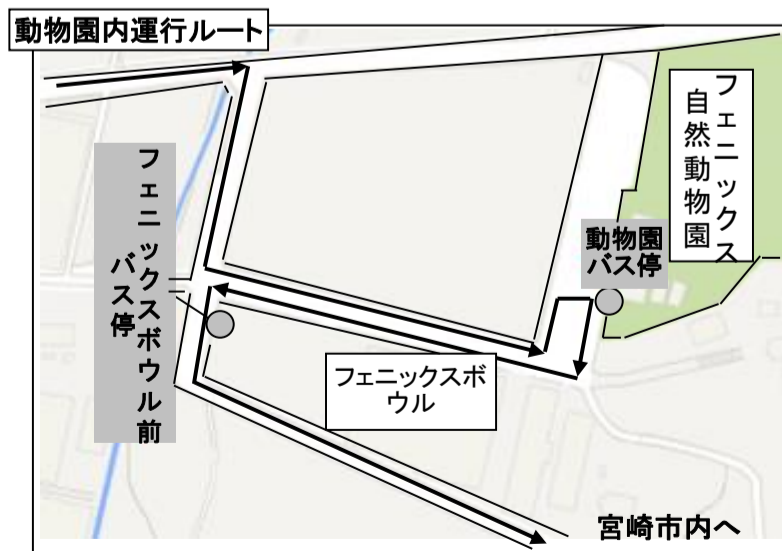 動物園内運行ルート
フェニックス
自然動物園
フェニックスボウル前
バス停
動物園
バス停
フェニックスボ
ウル
宮崎市内へ